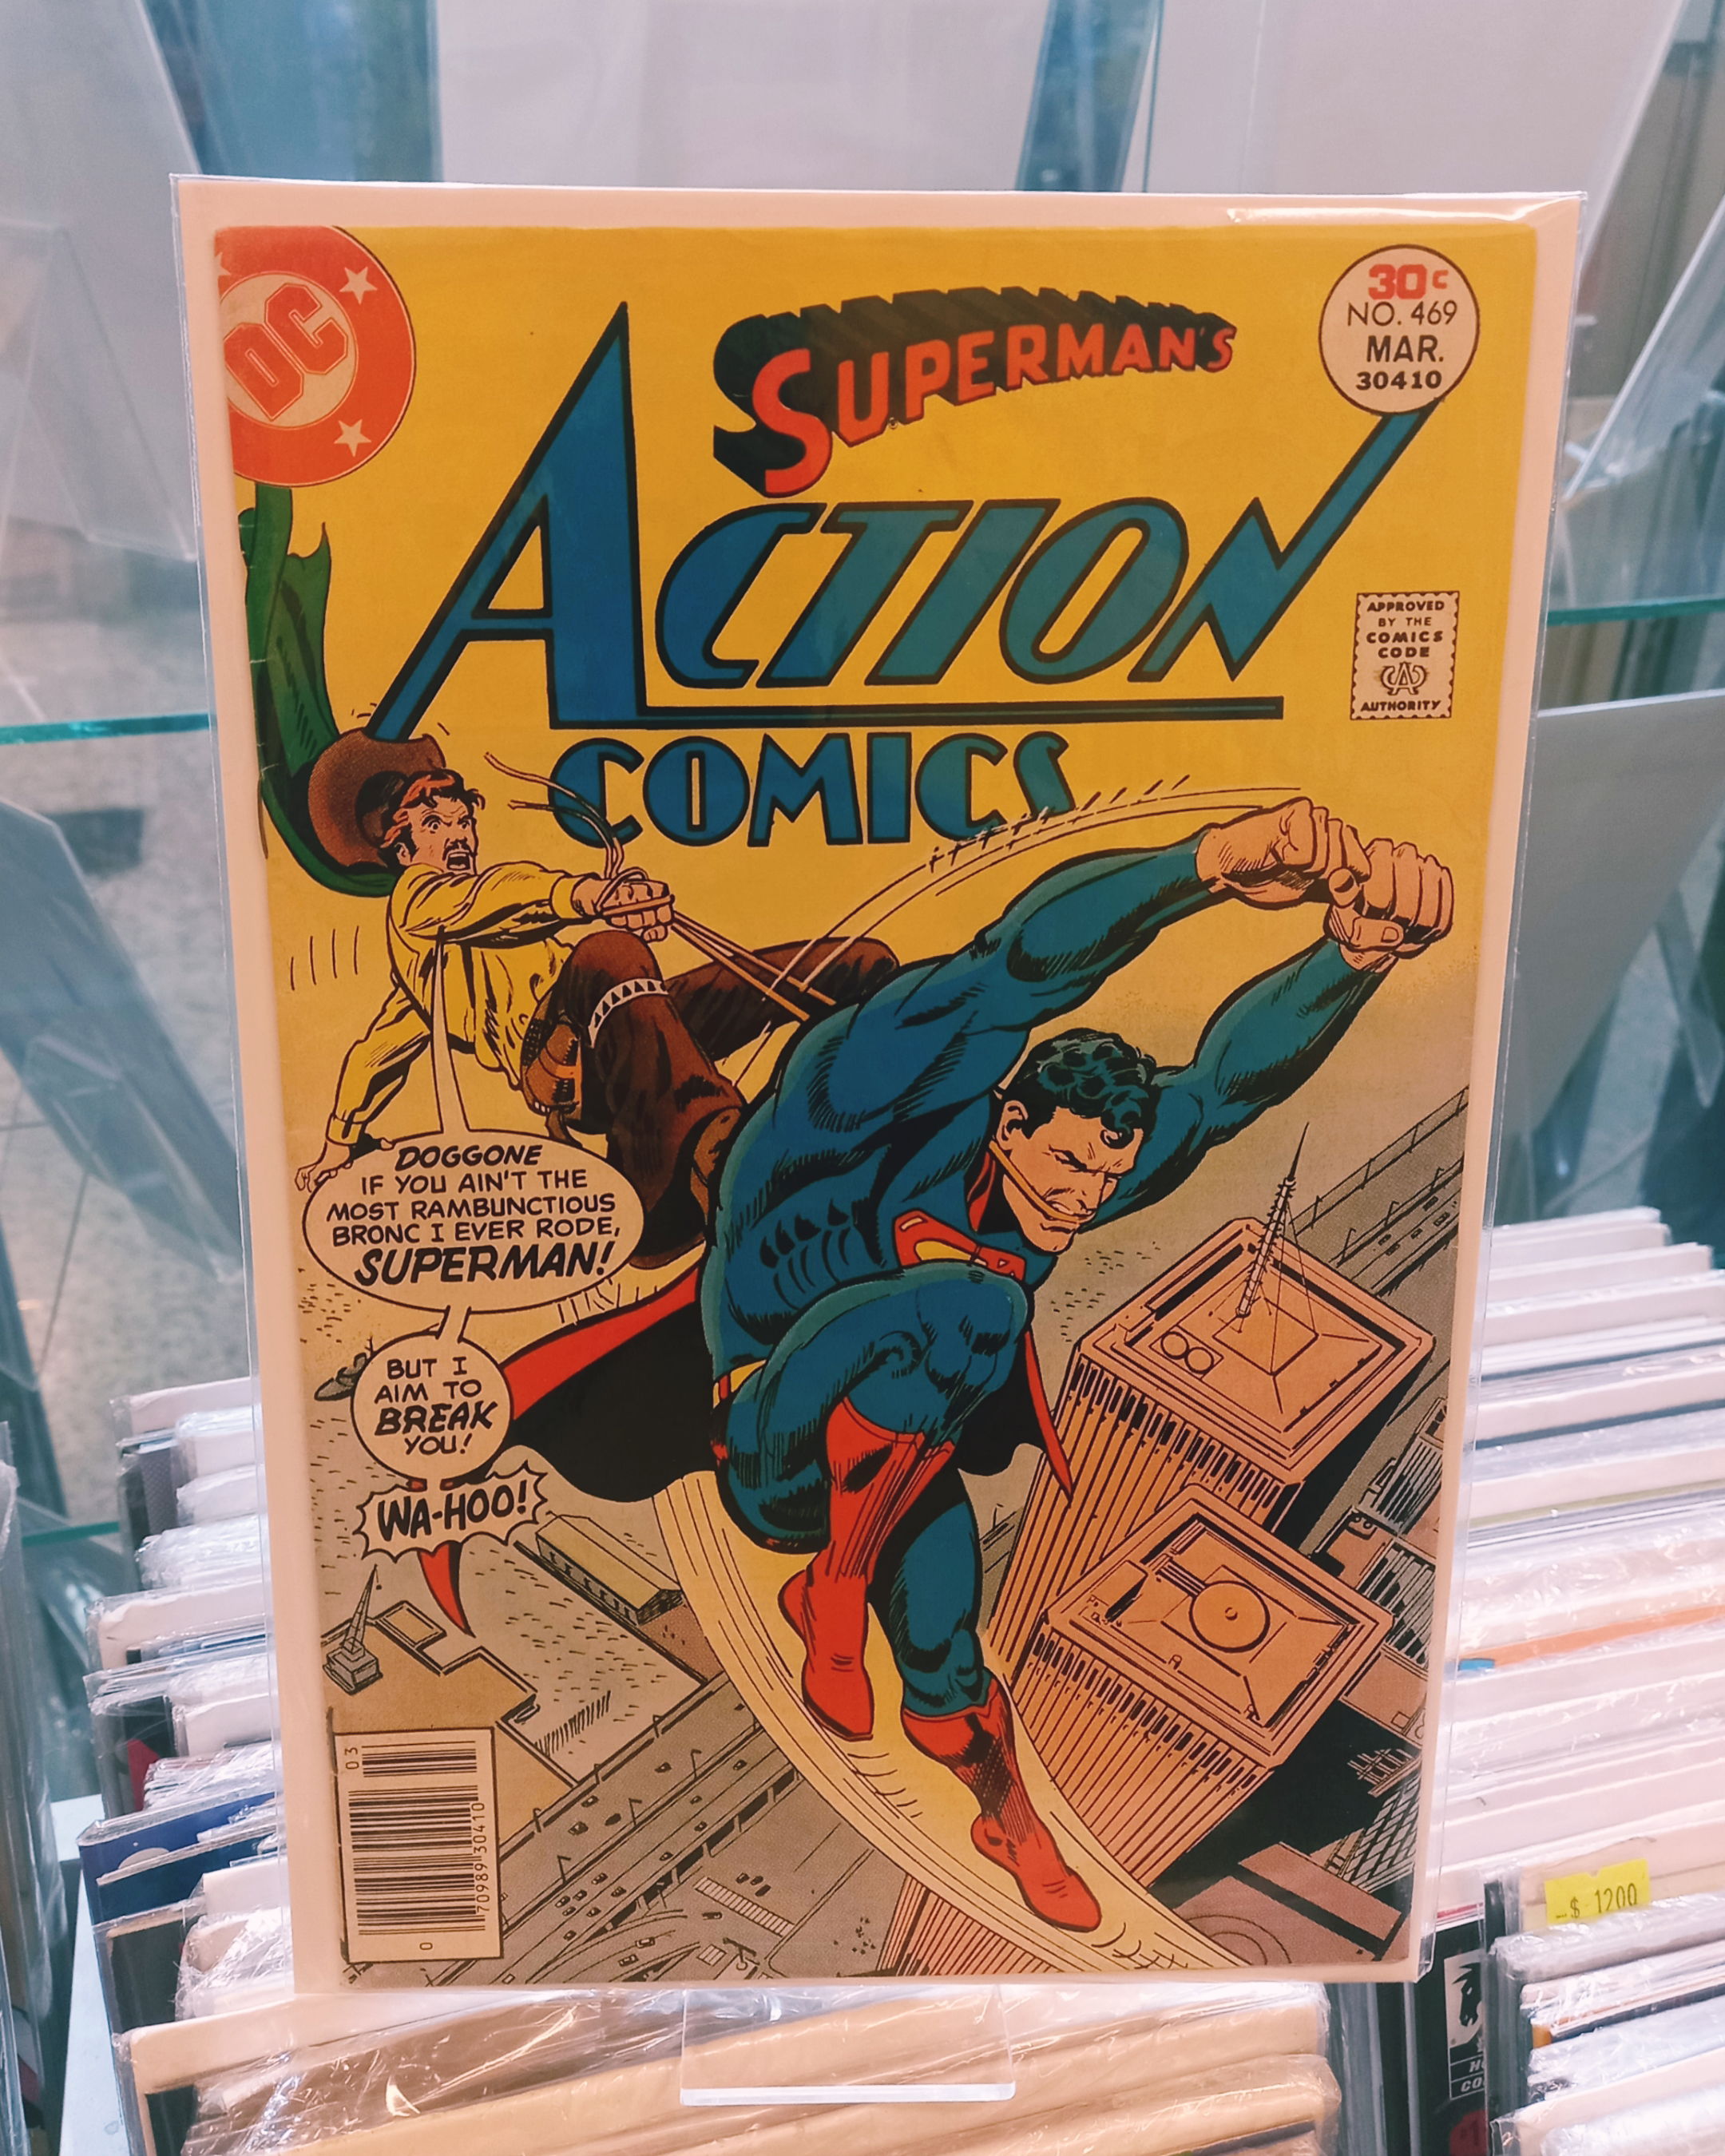 DC
SUPERMAN'S
ACTION
COMICS
30¢
NO. 469
MAR.
30410
APPROVED
BY THE
COMICS
CODE
CA
AUTHORITY
DOGGONE
IF YOU AIN'T THE
MOST RAMBUNCTIOUS
BRONC I EVER RODE,
SUPERMAN!
BUT I
AIM TO
BREAK
YOU!
WA-HOO!
03
70989 30410
0
$ 1200